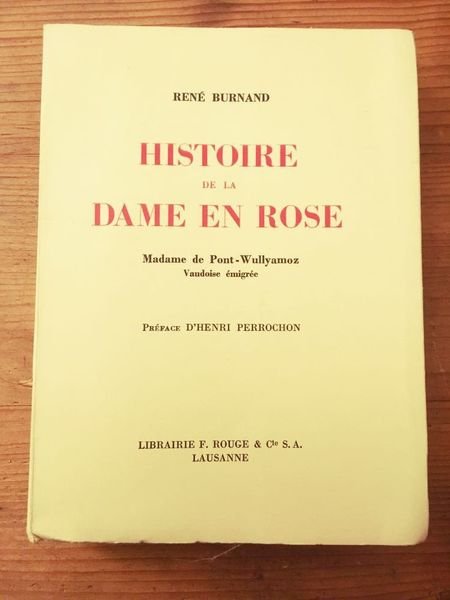 RENÉ BURNAND
HISTOIRE
DE LA
DAME EN ROSE
Madame de Pont-Wullyamoz
Vaudoise émigrée
PRÉFACE D'HENRI PERROCHON
LIBRAIRIE F. ROUGE & Cie S. A.
LAUSANNE